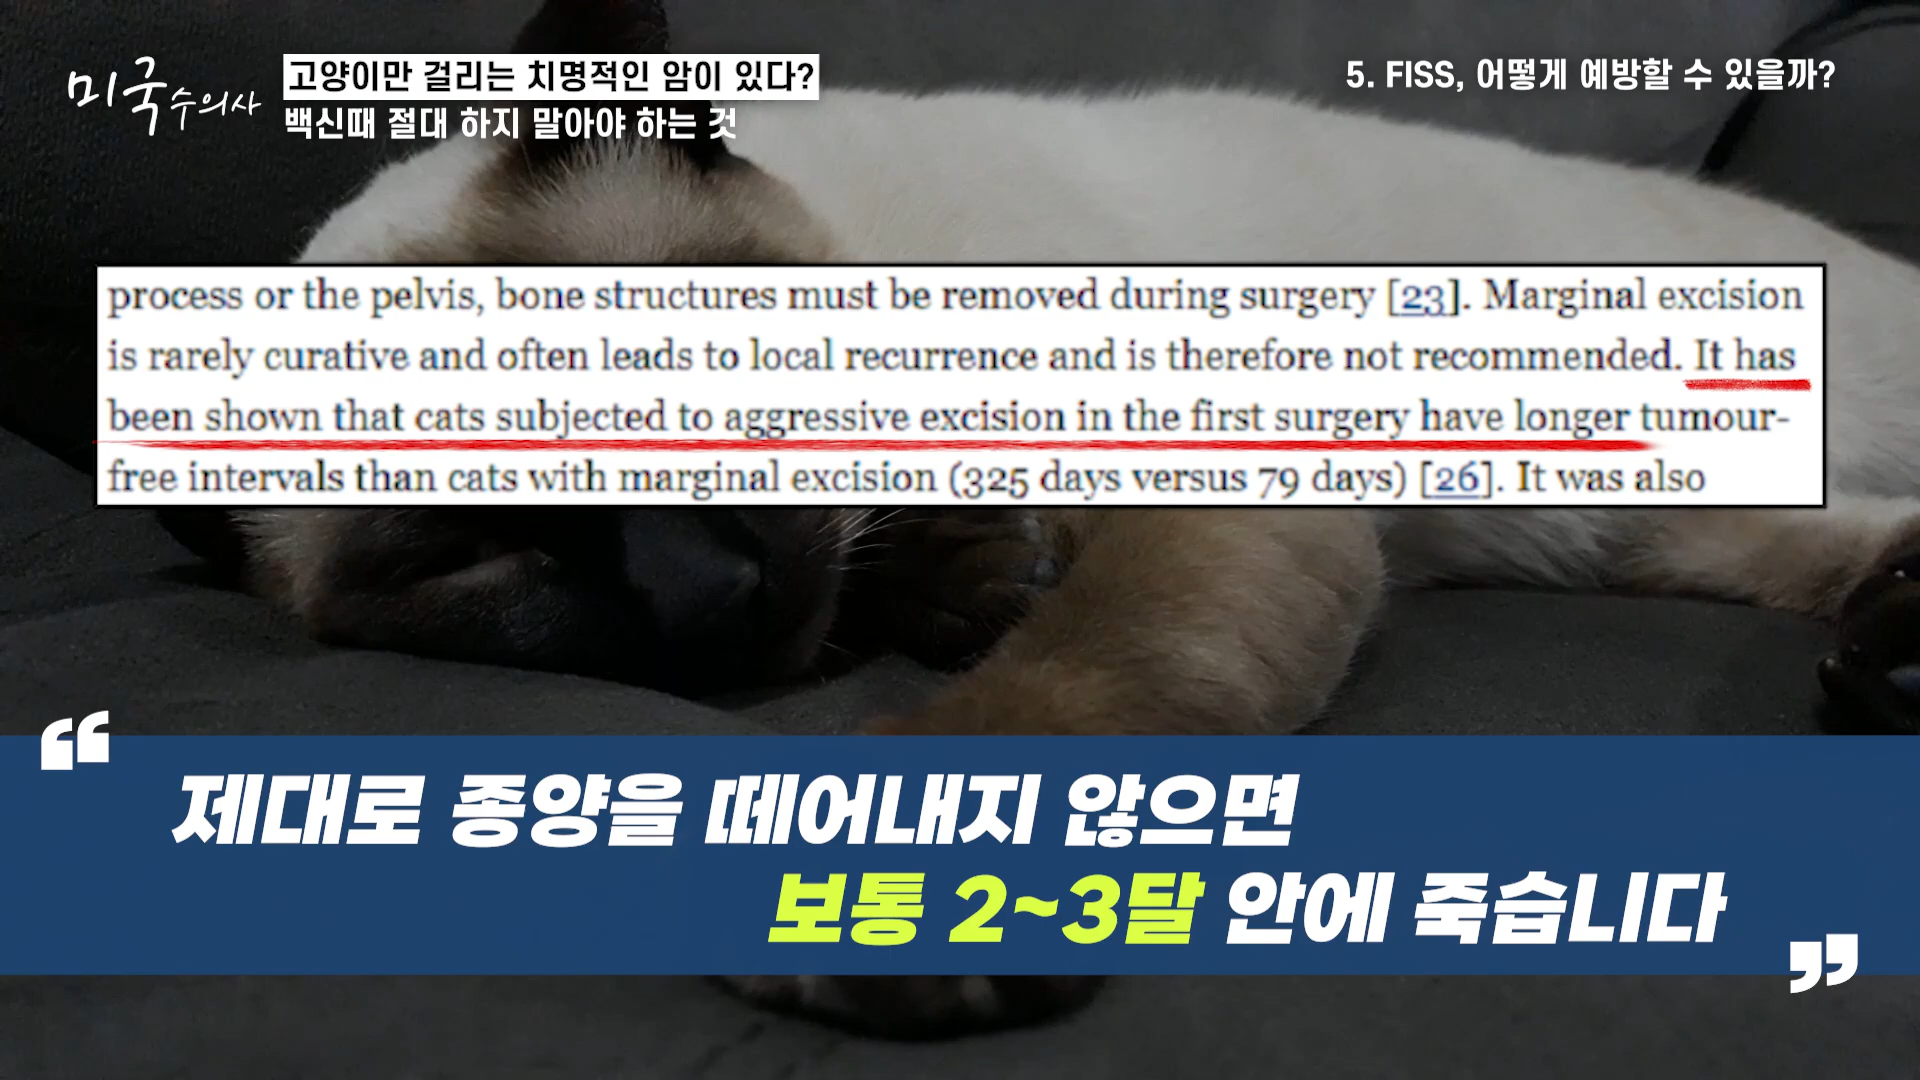 미국수의사
고양이만 걸리는 치명적인 암이 있다?
백신때 절대 하지 말아야 하는 것
5. FISS, 어떻게 예방할 수 있을까?
process or the pelvis, bone structures must be removed during surgery [23]. Marginal excision
is rarely curative and often leads to local recurrence and is therefore not recommended. It has
been shown that cats subjected to aggressive excision in the first surgery have longer tumour-
free intervals than cats with marginal excision (325 days versus 79 days) [26]. It was also
“제대로 종양을 떼어내지 않으면
보통 2~3달 안에 죽습니다”